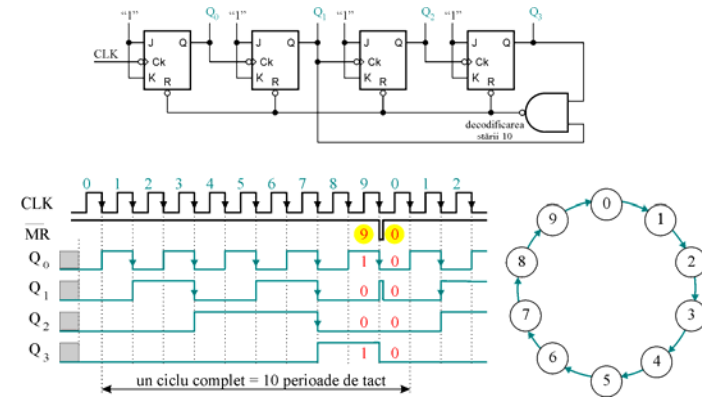 “1” Q₀ “1” Q₁ “1” Q₂ “1” Q₃
J Q J Q J Q J Q
CLK
Ck Ck Ck Ck
K R K R K R K R
decodificarea
stării 10
0 1 2 3 4 5 6 7 8 9 0 1 2
CLK
MR 9 0
Q₀ 1 0
Q₁ 0 0
Q₂ 0 0
Q₃ 1 0
un ciclu complet = 10 perioade de tact
0
1
2
3
4
5
6
7
8
9